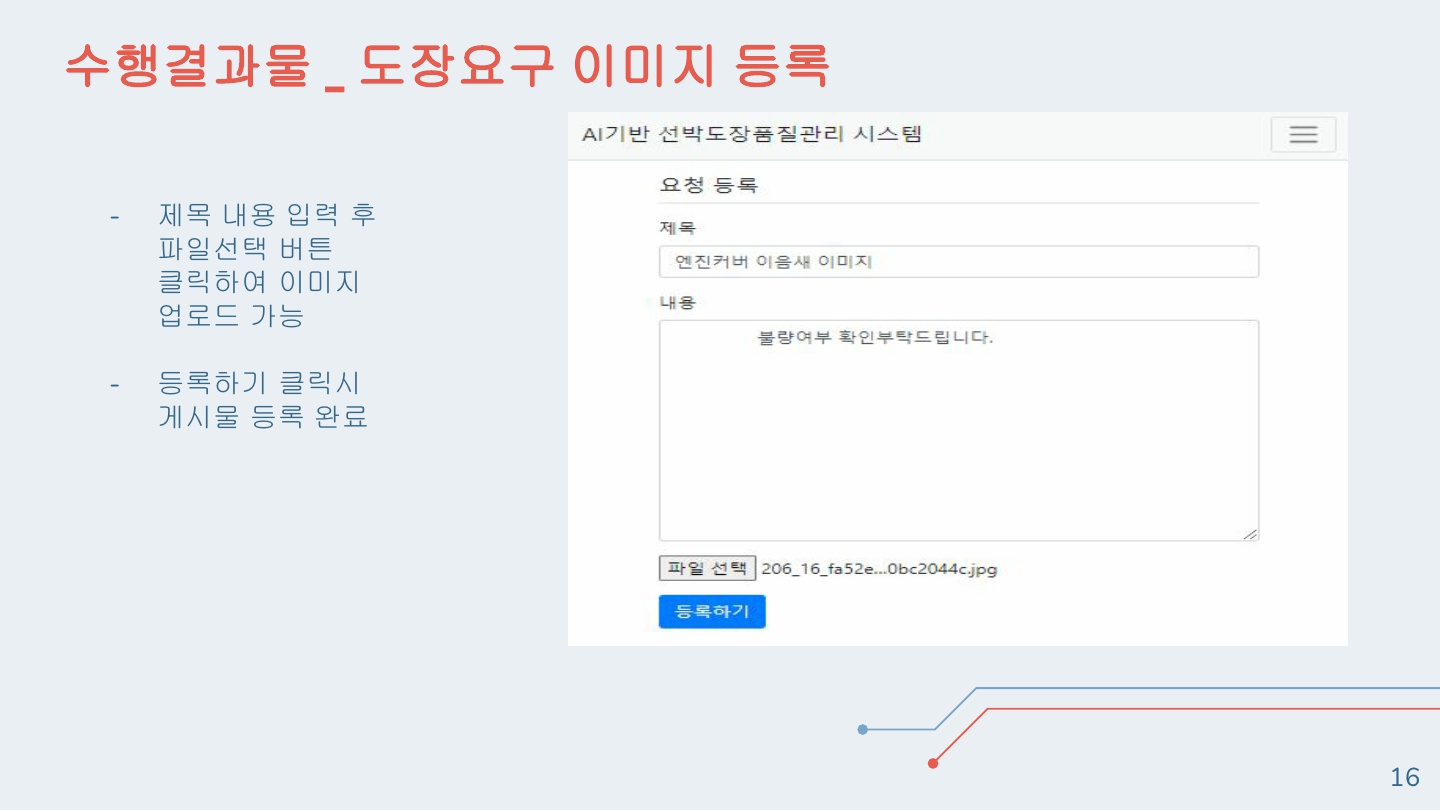 수행결과물 _ 도장요구 이미지 등록
- 제목 내용 입력 후
파일선택 버튼
클릭하여 이미지
업로드 가능
- 등록하기 클릭시
게시물 등록 완료
AI기반 선박도장품질관리 시스템
요청 등록
제목
엔진커버 이음새 이미지
내용
불량여부 확인부탁드립니다.
파일 선택 206_16_fa52e...0bc2044c.jpg
등록하기
16